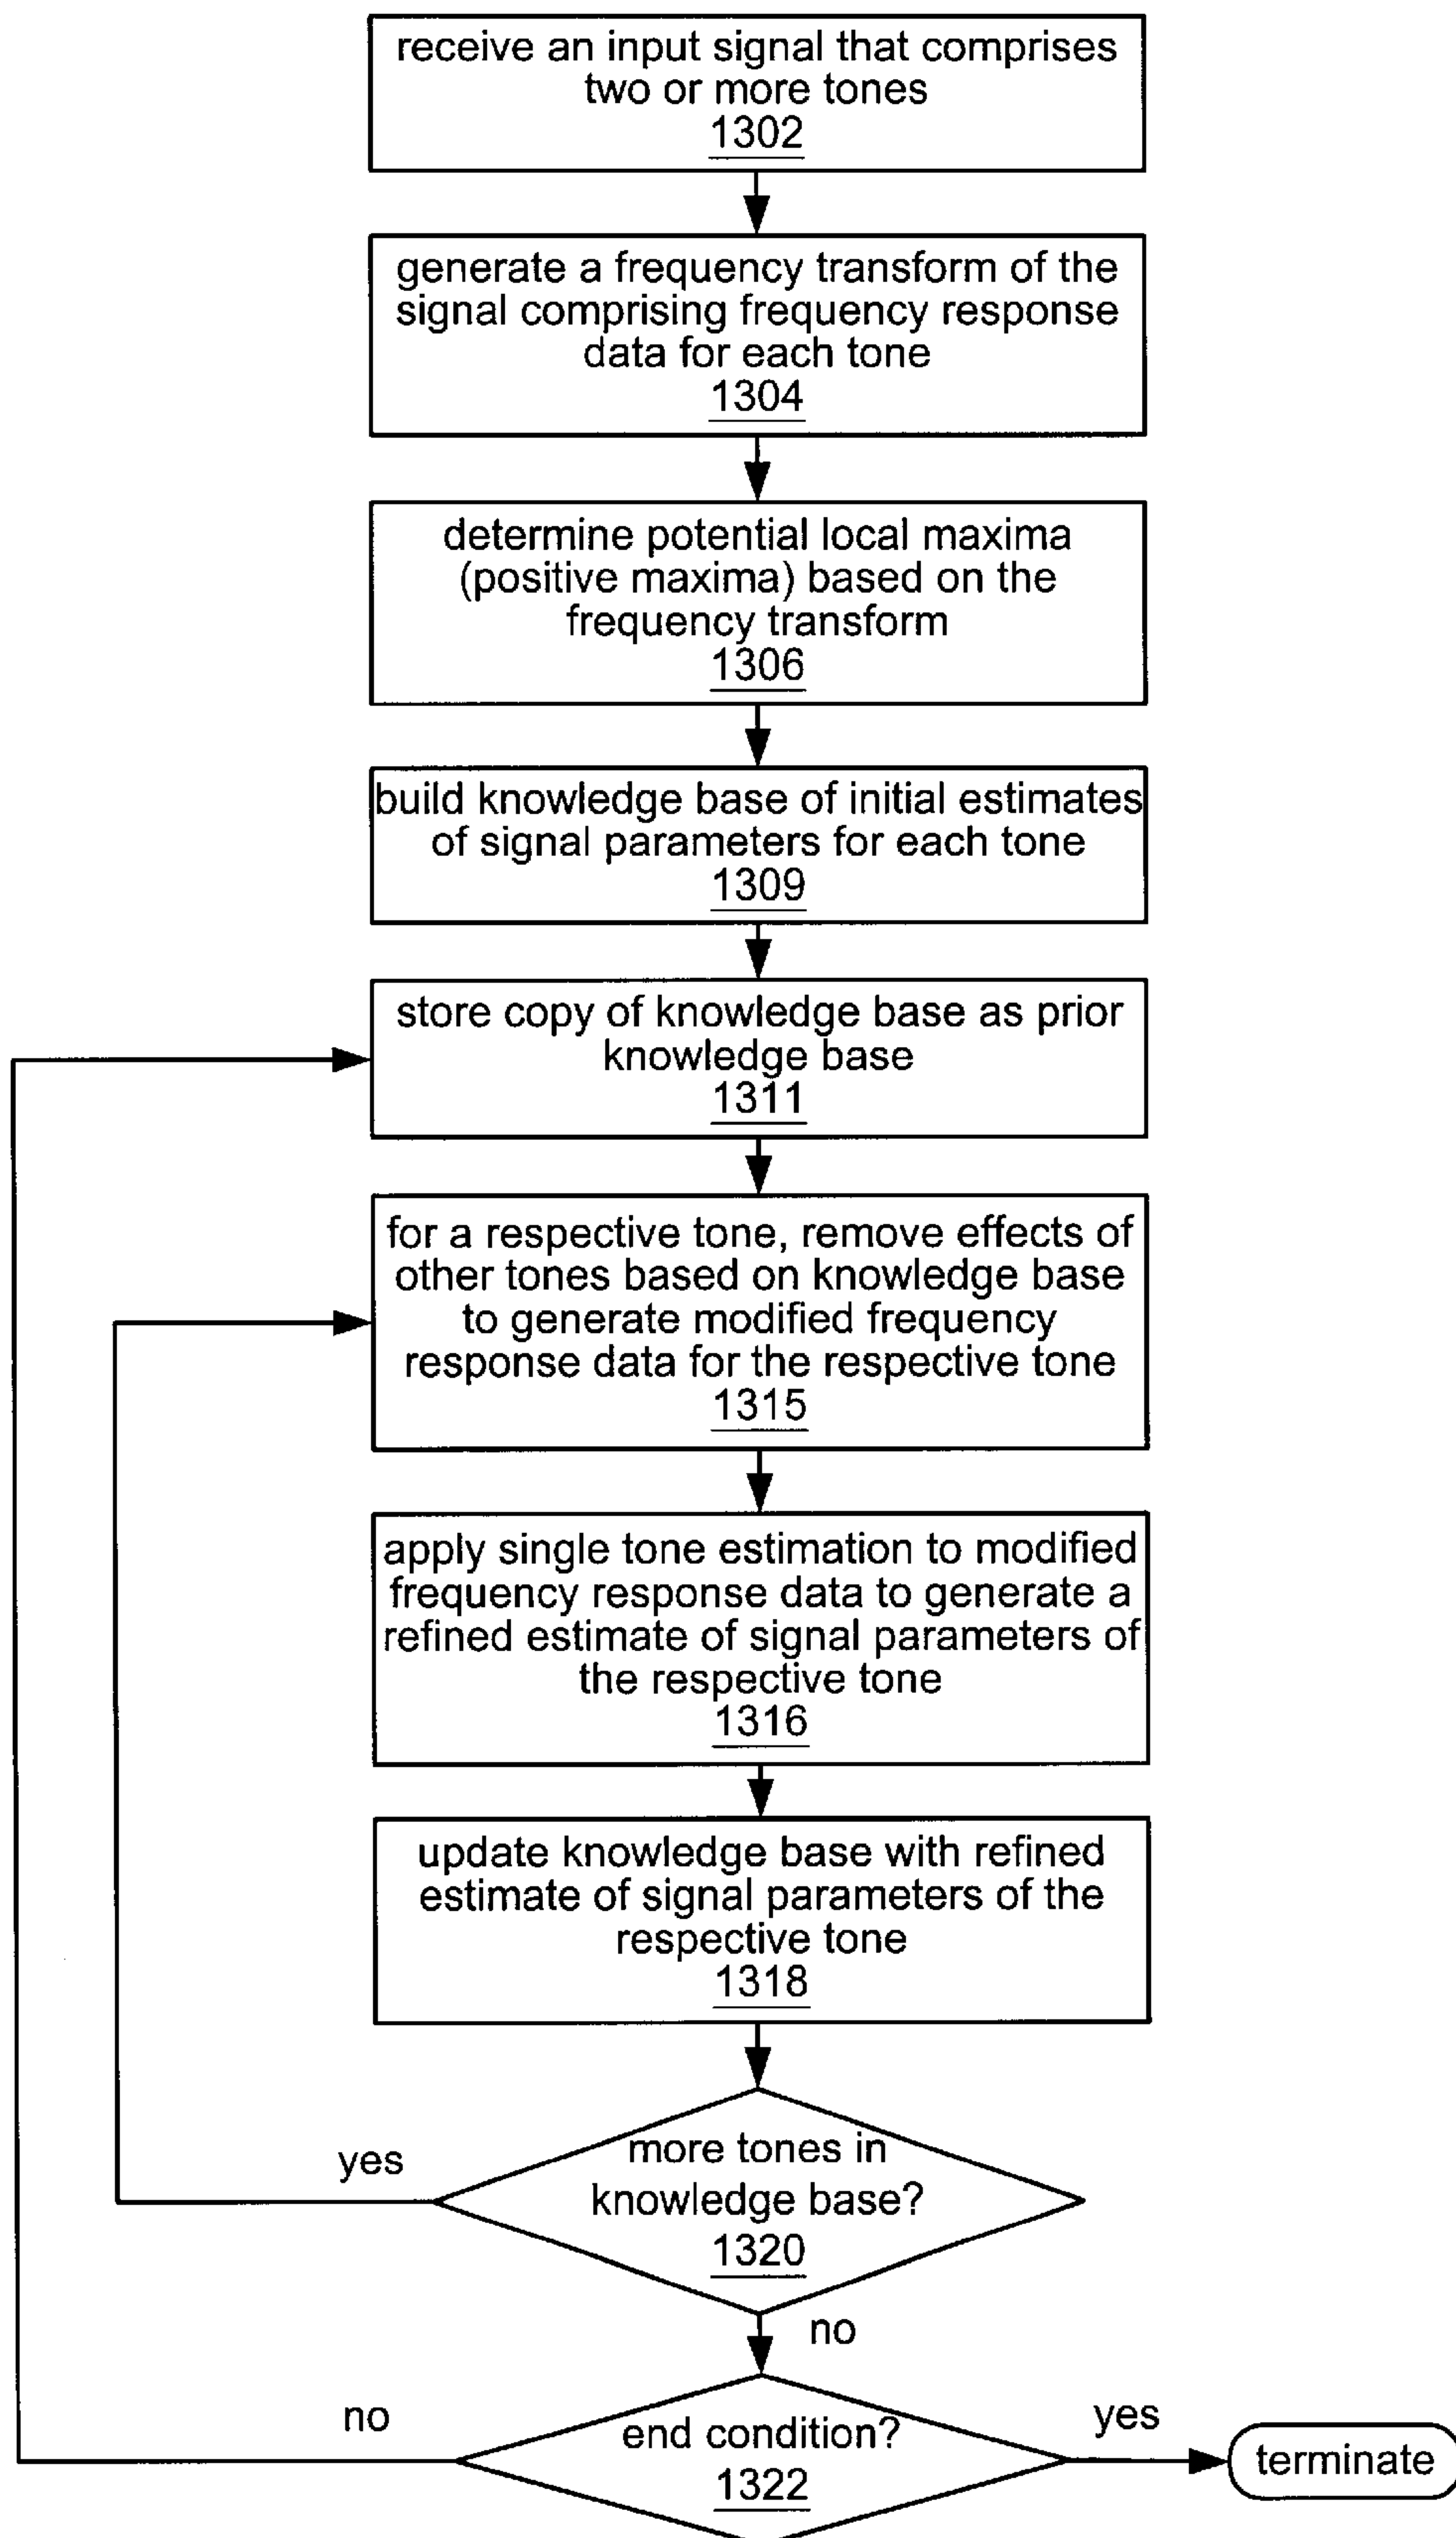 receive an input signal that comprises
two or more tones
1302
generate a frequency transform of the
signal comprising frequency response
data for each tone
1304
determine potential local maxima
(positive maxima) based on the
frequency transform
1306
build knowledge base of initial estimates
of signal parameters for each tone
1309
store copy of knowledge base as prior
knowledge base
1311
for a respective tone, remove effects of
other tones based on knowledge base
to generate modified frequency
response data for the respective tone
1315
apply single tone estimation to modified
frequency response data to generate a
refined estimate of signal parameters of
the respective tone
1316
update knowledge base with refined
estimate of signal parameters of the
respective tone
1318
yes
more tones in
knowledge base?
1320
no
no
end condition?
1322
yes
terminate